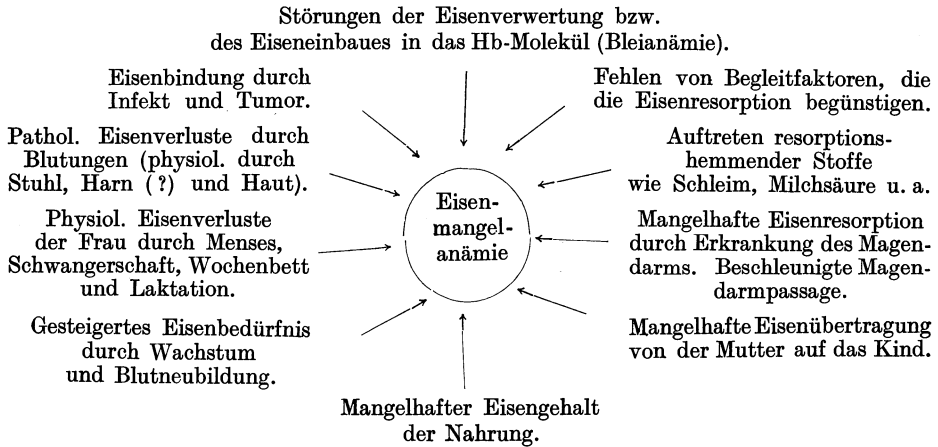 Störungen der Eisenverwertung bzw.
des Eiseneinbaues in das Hb-Molekül (Bleianämie).
Eisenbindung durch
Infekt und Tumor.
Pathol. Eisenverluste durch
Blutungen (physiol. durch
Stuhl, Harn (?) und Haut).
Physiol. Eisenverluste
der Frau durch Menses,
Schwangerschaft, Wochenbett
und Laktation.
Gesteigertes Eisenbedürfnis
durch Wachstum
und Blutneubildung.
Eisen-
mangel-
anämie
Fehlen von Begleitfaktoren, die
die Eisenresorption begünstigen.
Auftreten resorptions-
hemmender Stoffe
wie Schleim, Milchsäure u. a.
Mangelhafte Eisenresorption
durch Erkrankung des Magen-
darms. Beschleunigte Magen-
darmpassage.
Mangelhafte Eisenübertragung
von der Mutter auf das Kind.
Mangelhafter Eisengehalt
der Nahrung.